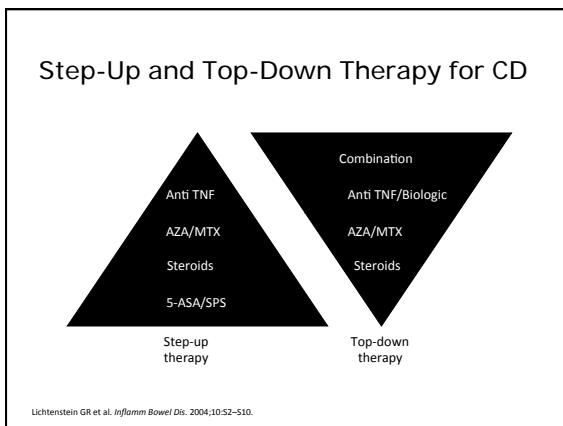 Step-Up and Top-Down Therapy for CD
Anti TNF
AZA/MTX
Steroids
5-ASA/SPS
Step-up
therapy
Combination
Anti TNF/Biologic
AZA/MTX
Steroids
Top-down
therapy
Lichtenstein GR et al. Inflamm Bowel Dis. 2004;10:S2–S10.